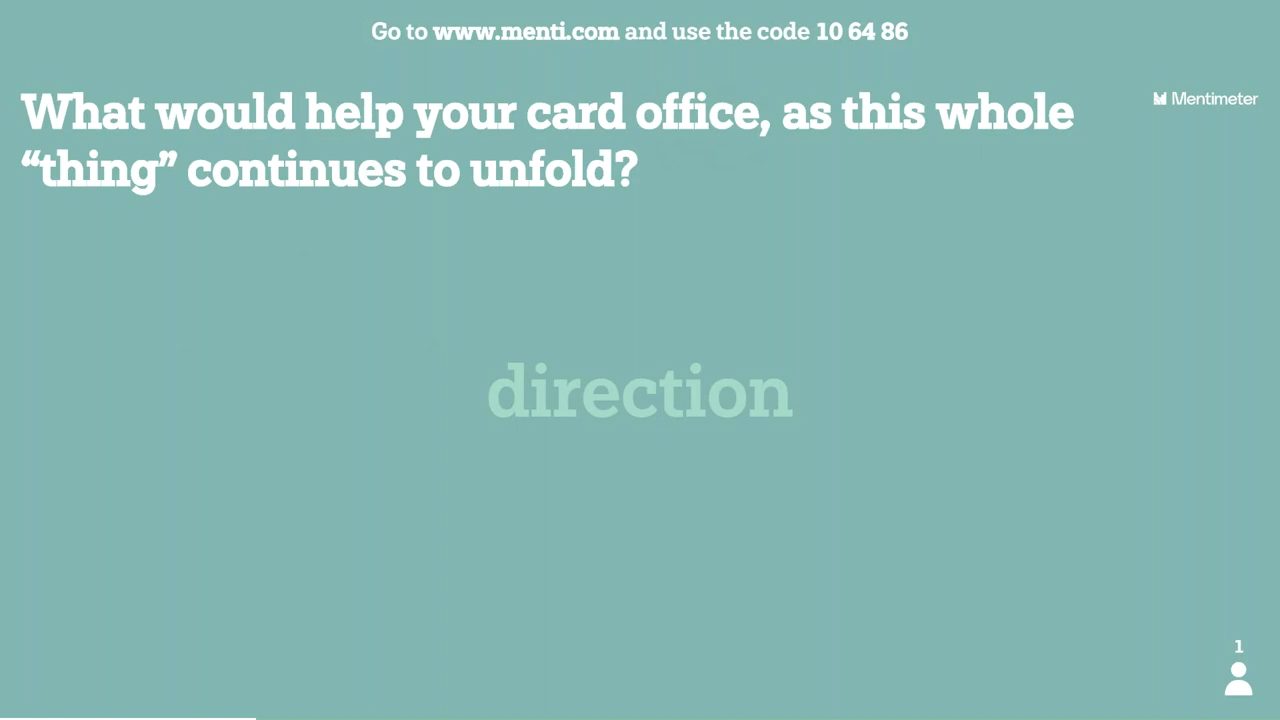 Go to www.menti.com and use the code 10 64 86
What would help your card office, as this whole
“thing” continues to unfold?
Mentimeter
direction
1